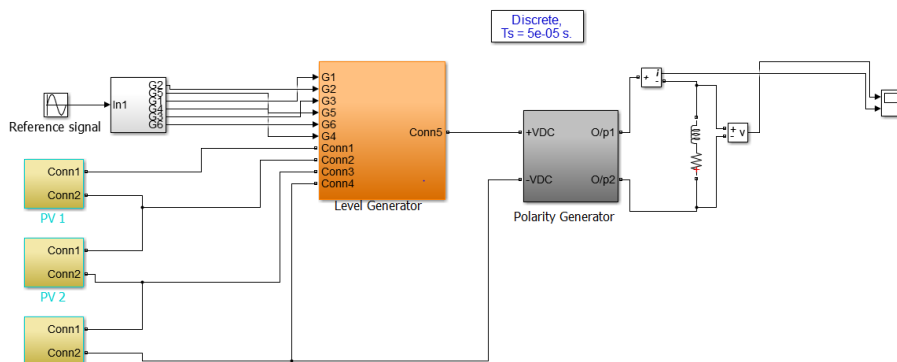 Discrete,
Ts = 5e-05 s.
Reference signal
In1
G2
G5
G1
G4
G3
G6
G1
G2
G3
G5
G6
G4
Conn1
Conn2
Conn3
Conn4
Conn5
Level Generator
+VDC
-VDC
O/p1
O/p2
Polarity Generator
+
i
-
+
-
v
Conn1
Conn2
PV 1
Conn1
Conn2
PV 2
Conn1
Conn2